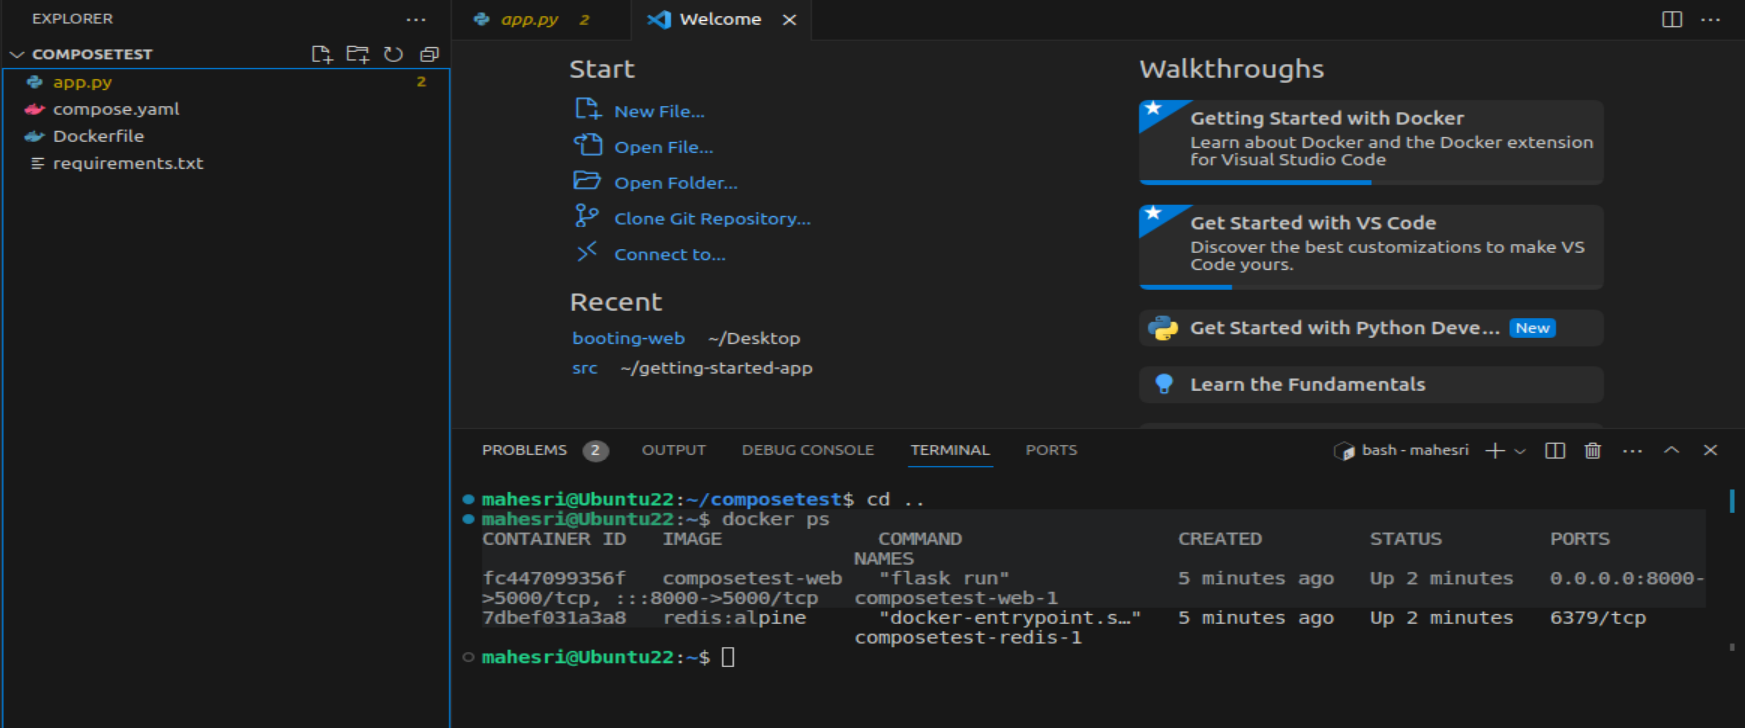 EXPLORER
COMPOSETEST
app.py 2
compose.yaml
Dockerfile
requirements.txt
app.py 2 Welcome
Start
New File...
Open File...
Open Folder...
Clone Git Repository...
Connect to...
Recent
booting-web ~/Desktop
src ~/getting-started-app
Walkthroughs
Getting Started with Docker
Learn about Docker and the Docker extension
for Visual Studio Code
Get Started with VS Code
Discover the best customizations to make VS
Code yours.
Get Started with Python Deve... New
Learn the Fundamentals
PROBLEMS 2 OUTPUT DEBUG CONSOLE TERMINAL PORTS bash - mahesri
mahesri@Ubuntu22:~/composetest$ cd ..
mahesri@Ubuntu22:~$ docker ps
CONTAINER ID IMAGE COMMAND CREATED STATUS PORTS
NAMES
fc447099356f composetest-web "flask run" 5 minutes ago Up 2 minutes 0.0.0.0:8000-
>5000/tcp, :::8000->5000/tcp composetest-web-1
7dbef031a3a8 redis:alpine "docker-entrypoint.s…" 5 minutes ago Up 2 minutes 6379/tcp
composetest-redis-1
mahesri@Ubuntu22:~$